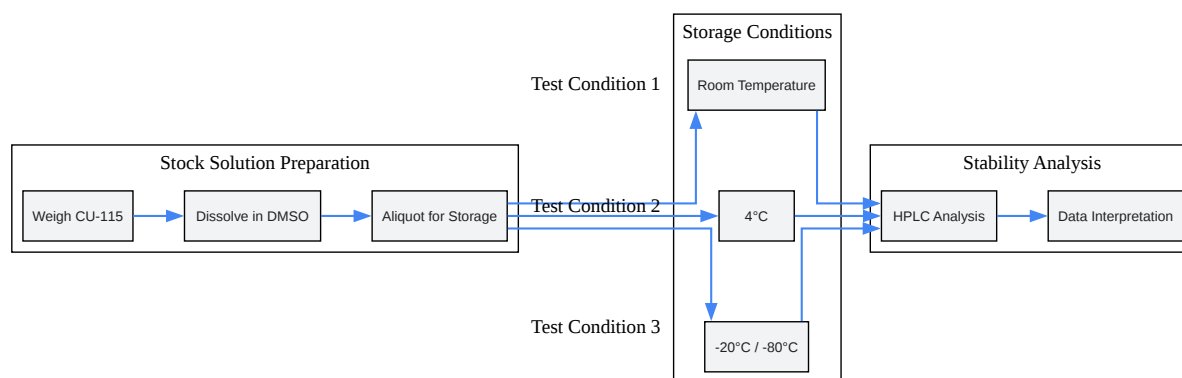 Storage Conditions
Test Condition 1
Room Temperature
Stock Solution Preparation
Stability Analysis
Weigh CU-115
Dissolve in DMSO
Aliquot for Storage
Test Condition 2
4°C
HPLC Analysis
Data Interpretation
Test Condition 3
-20°C / -80°C